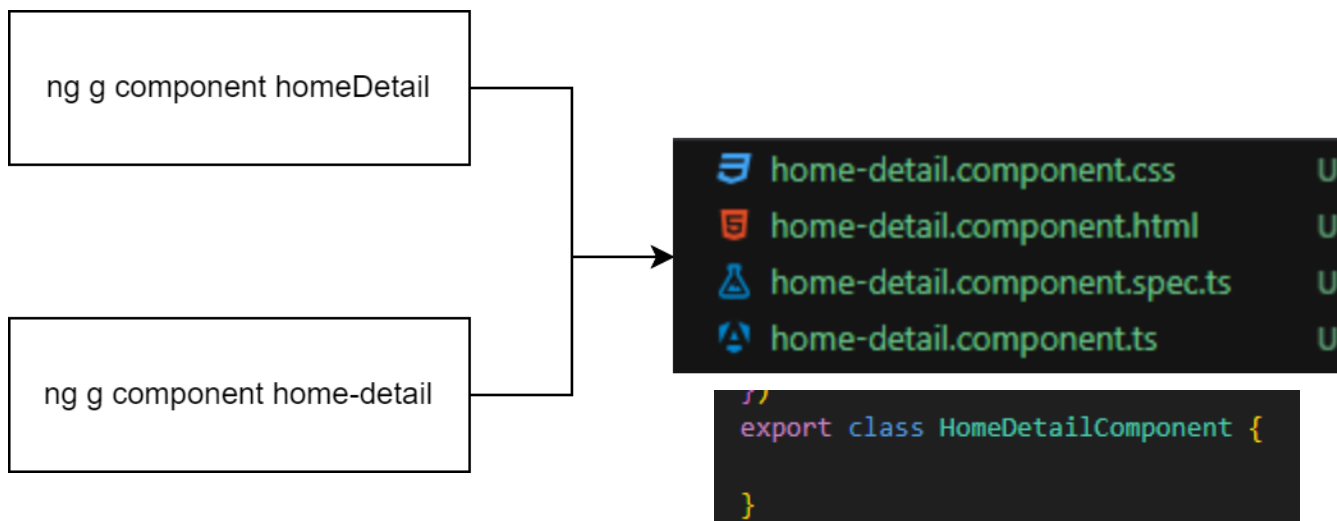 ng g component homeDetail
ng g component home-detail
home-detail.component.css U
home-detail.component.html U
home-detail.component.spec.ts U
home-detail.component.ts U
})
export class HomeDetailComponent {
}